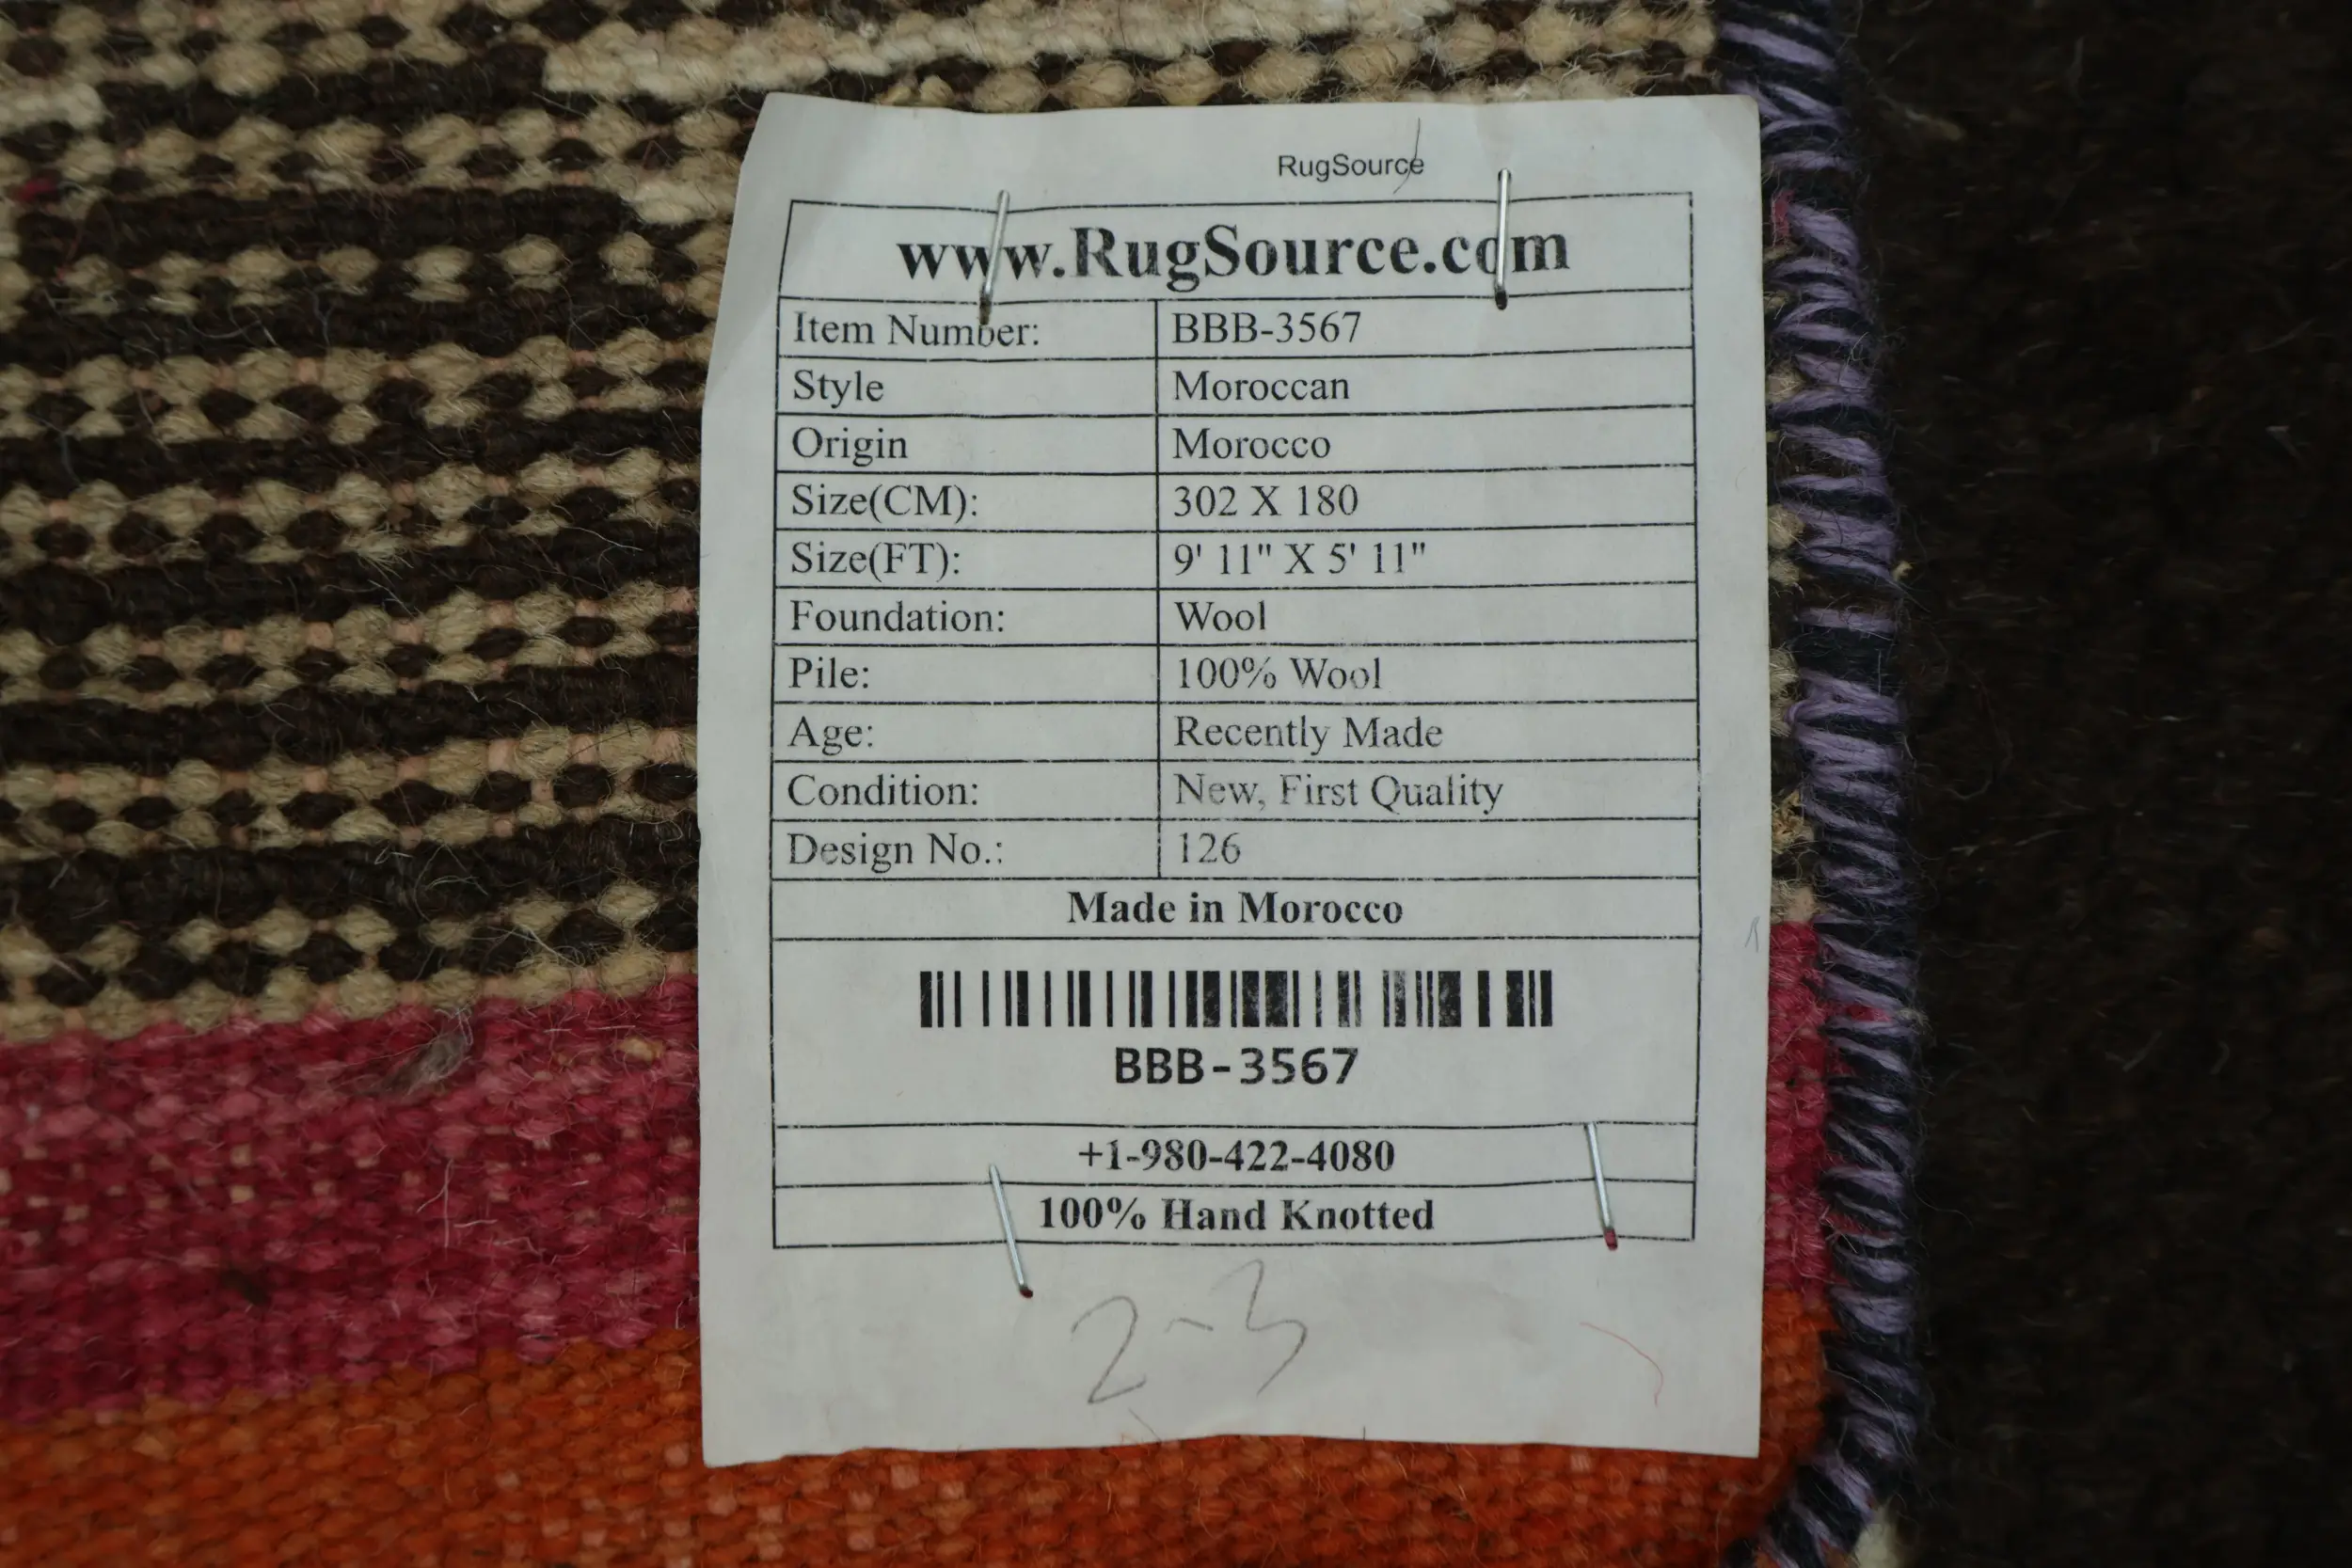 RugSource
www.RugSource.com
Item Number: BBB-3567
Style Moroccan
Origin Morocco
Size(CM): 302 X 180
Size(FT): 9' 11" X 5' 11"
Foundation: Wool
Pile: 100% Wool
Age: Recently Made
Condition: New, First Quality
Design No.: 126
Made in Morocco
BBB-3567
+1-980-422-4080
100% Hand Knotted
2-3